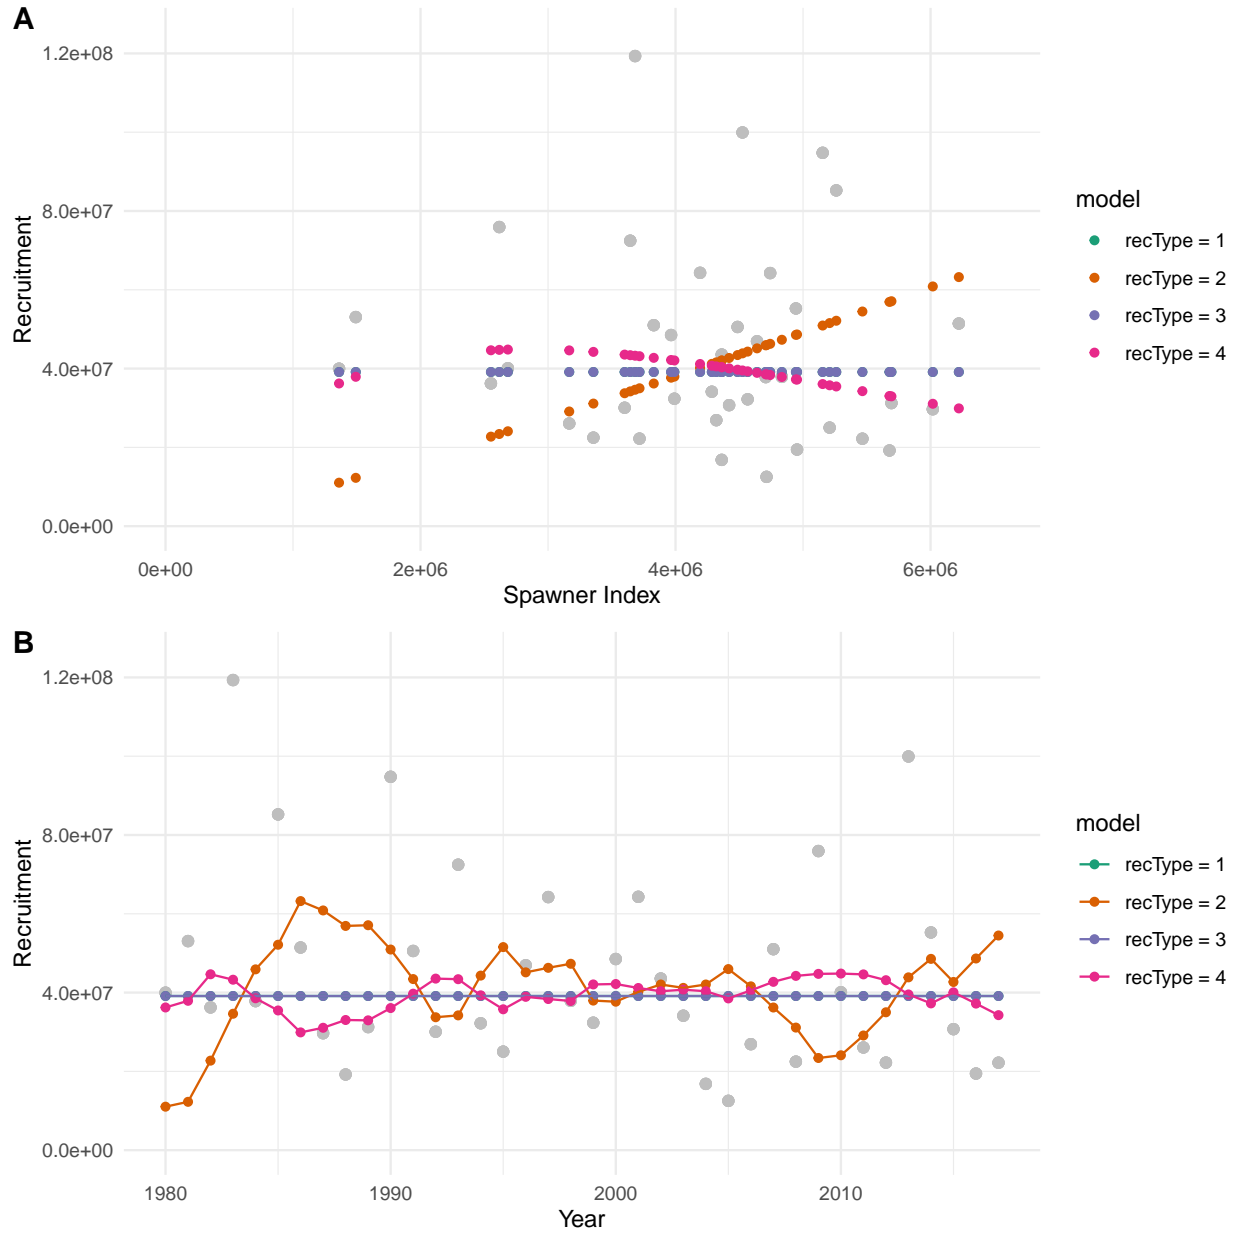 A
1.2e+08
8.0e+07
4.0e+07
0.0e+00
Recruitment
0e+00 2e+06 4e+06 6e+06
Spawner Index
model
recType = 1
recType = 2
recType = 3
recType = 4
B
1.2e+08
8.0e+07
4.0e+07
0.0e+00
Recruitment
1980 1990 2000 2010
Year
model
recType = 1
recType = 2
recType = 3
recType = 4